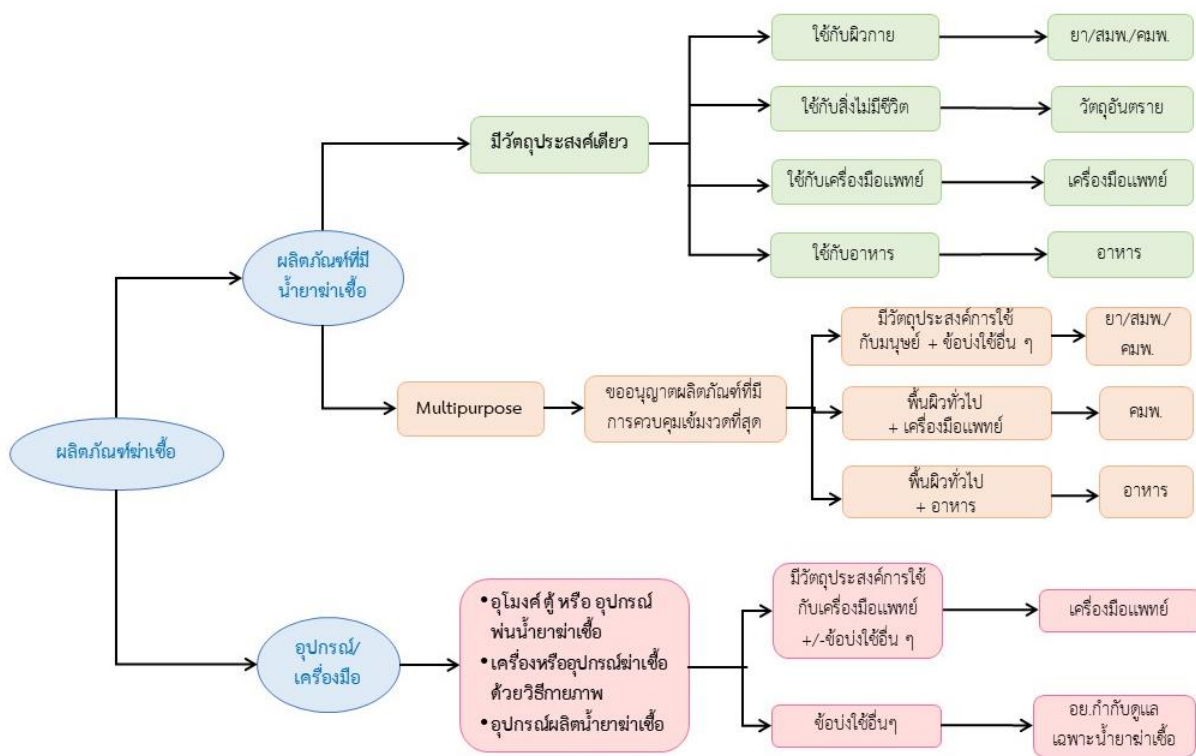 ใช้กับผิวกาย
ยา/สมพ./คมพ.
ใช้กับสิ่งไม่มีชีวิต
วัตถุอันตราย
มีวัตถุประสงค์เดียว
ใช้กับเครื่องมือแพทย์
เครื่องมือแพทย์
ใช้กับอาหาร
อาหาร
ผลิตภัณฑ์ที่มี
น้ำยาฆ่าเชื้อ
Multipurpose
ขออนุญาตผลิตภัณฑ์ที่มี
การควบคุมเข้มงวดที่สุด
มีวัตถุประสงค์การใช้
กับมนุษย์ + ข้อบ่งใช้อื่น ๆ
ยา/สมพ./
คมพ.
พื้นผิวทั่วไป
+ เครื่องมือแพทย์
คมพ.
พื้นผิวทั่วไป
+ อาหาร
อาหาร
ผลิตภัณฑ์ฆ่าเชื้อ
อุปกรณ์/
เครื่องมือ
•อุโมงค์ ตู้ หรือ อุปกรณ์
พ่นน้ำยาฆ่าเชื้อ
•เครื่องหรืออุปกรณ์ฆ่าเชื้อ
ด้วยวิธีกายภาพ
•อุปกรณ์ผลิตน้ำยาฆ่าเชื้อ
มีวัตถุประสงค์การใช้
กับเครื่องมือแพทย์
+/-ข้อบ่งใช้อื่น ๆ
เครื่องมือแพทย์
ข้อบ่งใช้อื่นๆ
อย.กำกับดูแล
เฉพาะน้ำยาฆ่าเชื้อ